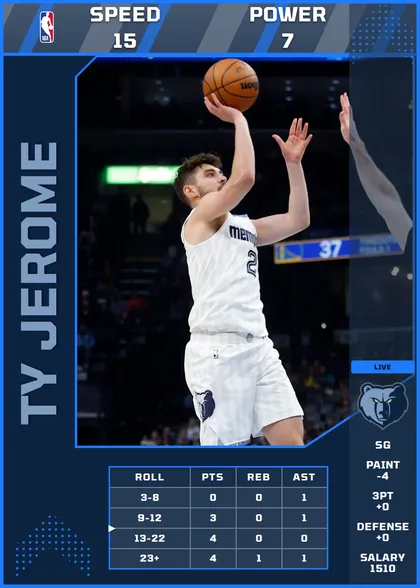 SPEED
15
POWER
7
NBA
TY JEROME
37
LIVE
SG
PAINT
-4
3PT
+0
DEFENSE
+0
SALARY
1510
ROLL PTS REB AST
3-8 0 0 1
9-12 3 0 1
13-22 4 0 0
23+ 4 1 1